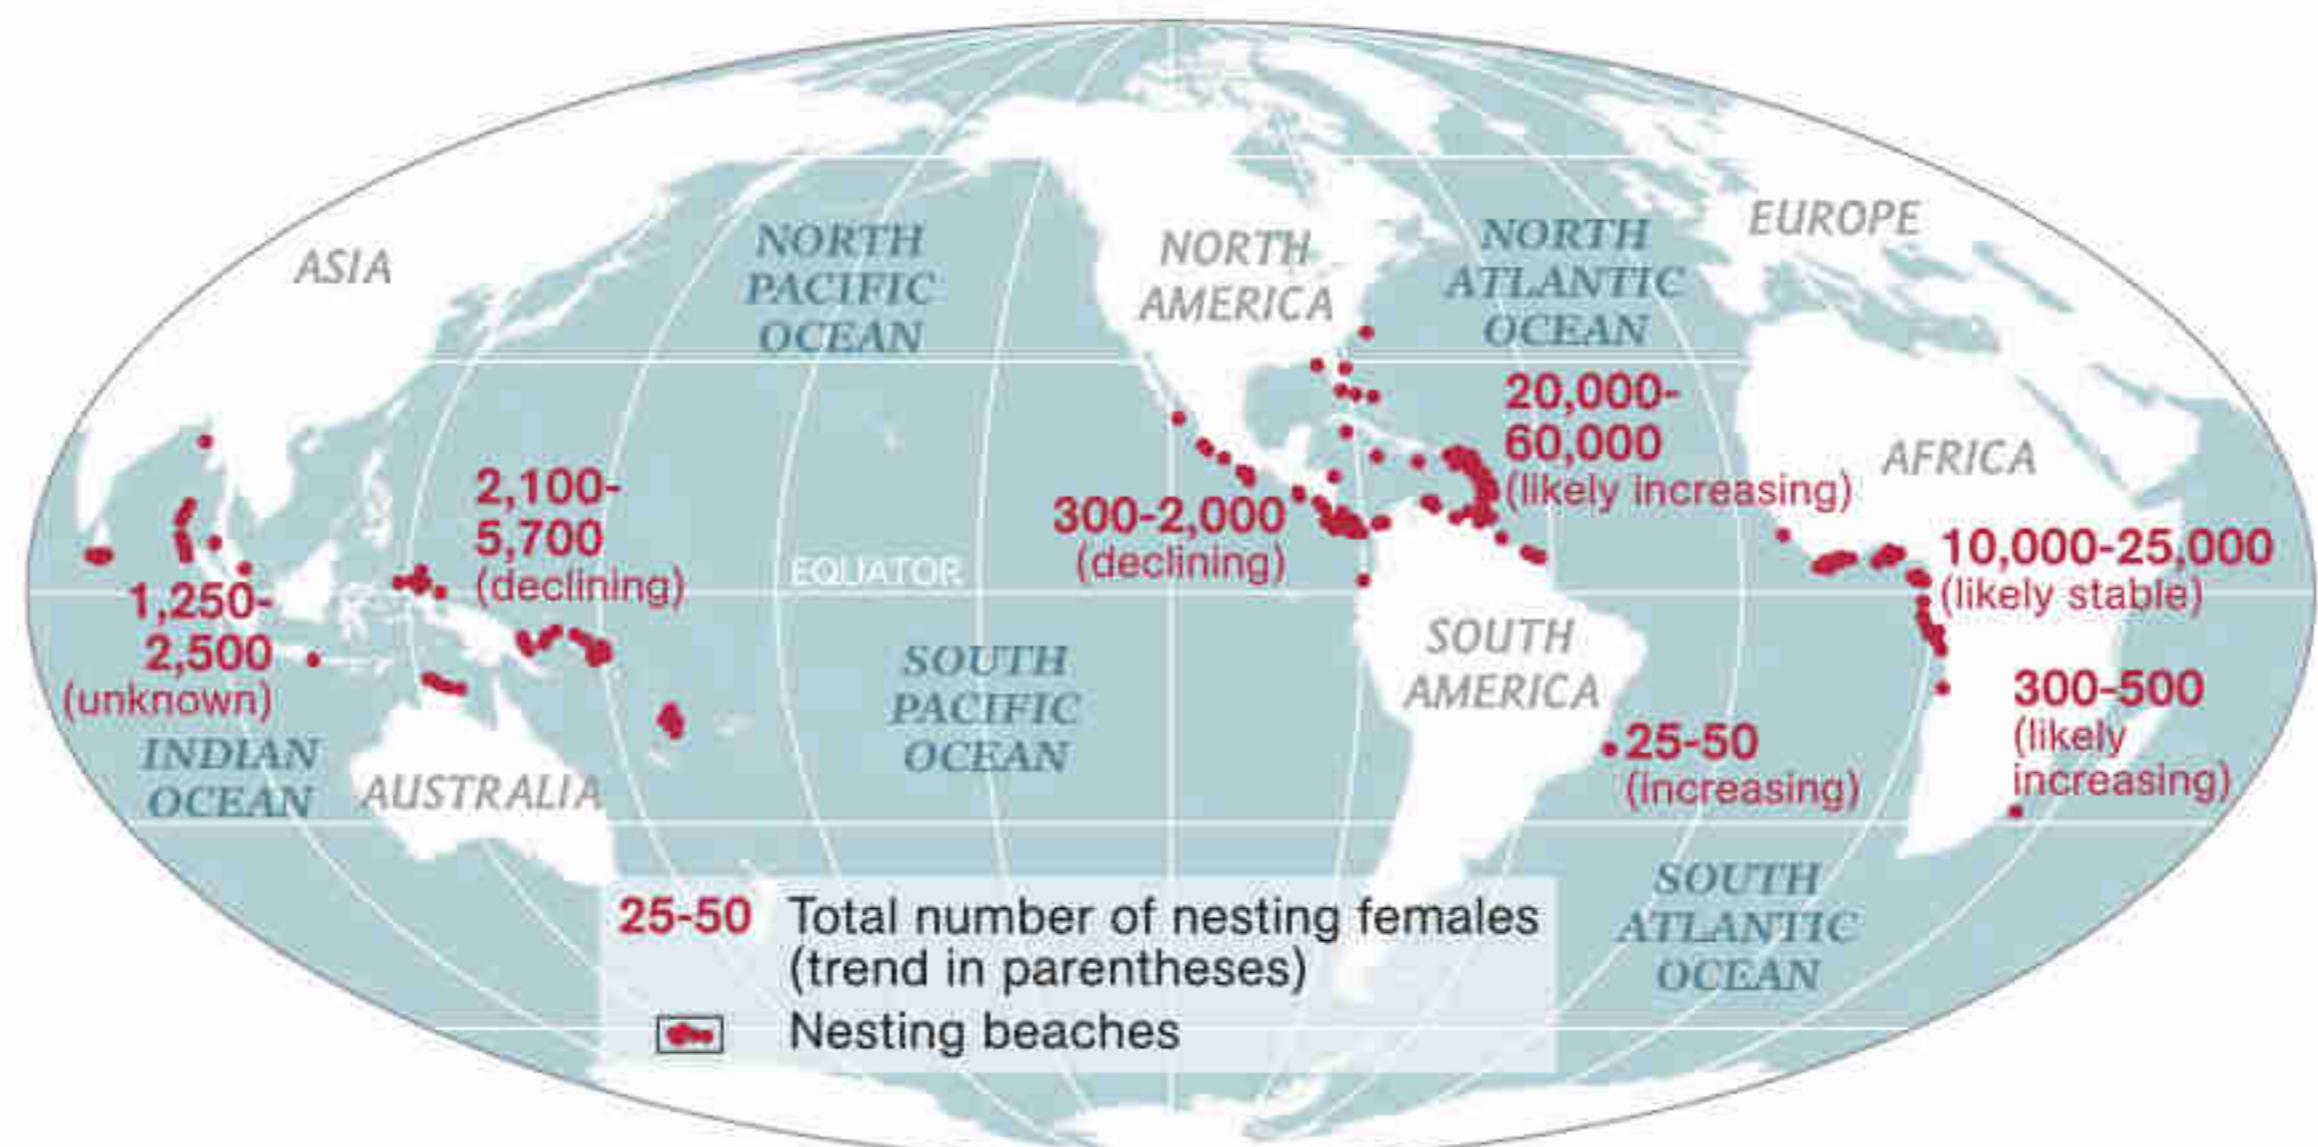 ASIA
NORTH
PACIFIC
OCEAN
NORTH
AMERICA
NORTH
ATLANTIC
OCEAN
EUROPE
20,000-
60,000
(likely increasing)
AFRICA
2,100-
5,700
(declining)
300-2,000
(declining)
EQUATOR
10,000-25,000
(likely stable)
1,250-
2,500
(unknown)
INDIAN
OCEAN
AUSTRALIA
SOUTH
PACIFIC
OCEAN
SOUTH
AMERICA
25-50
(increasing)
300-500
(likely
increasing)
SOUTH
ATLANTIC
OCEAN
25-50 Total number of nesting females
(trend in parentheses)
Nesting beaches